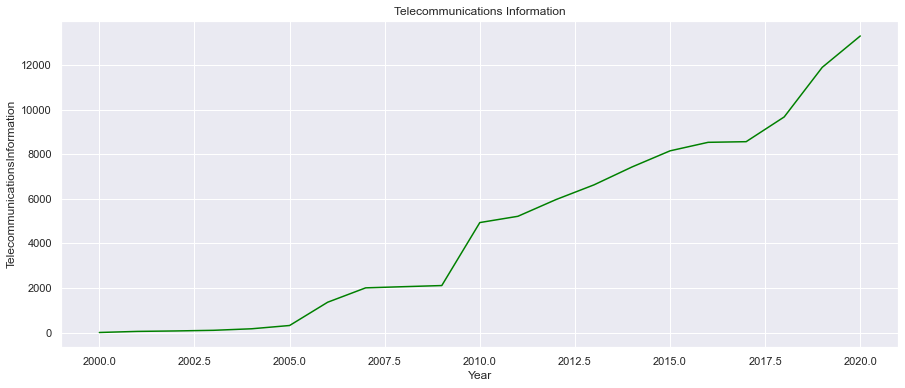 Telecommunications Information
TelecommunicationsInformation
12000
10000
8000
6000
4000
2000
0
2000.0 2002.5 2005.0 2007.5 2010.0 2012.5 2015.0 2017.5 2020.0
Year